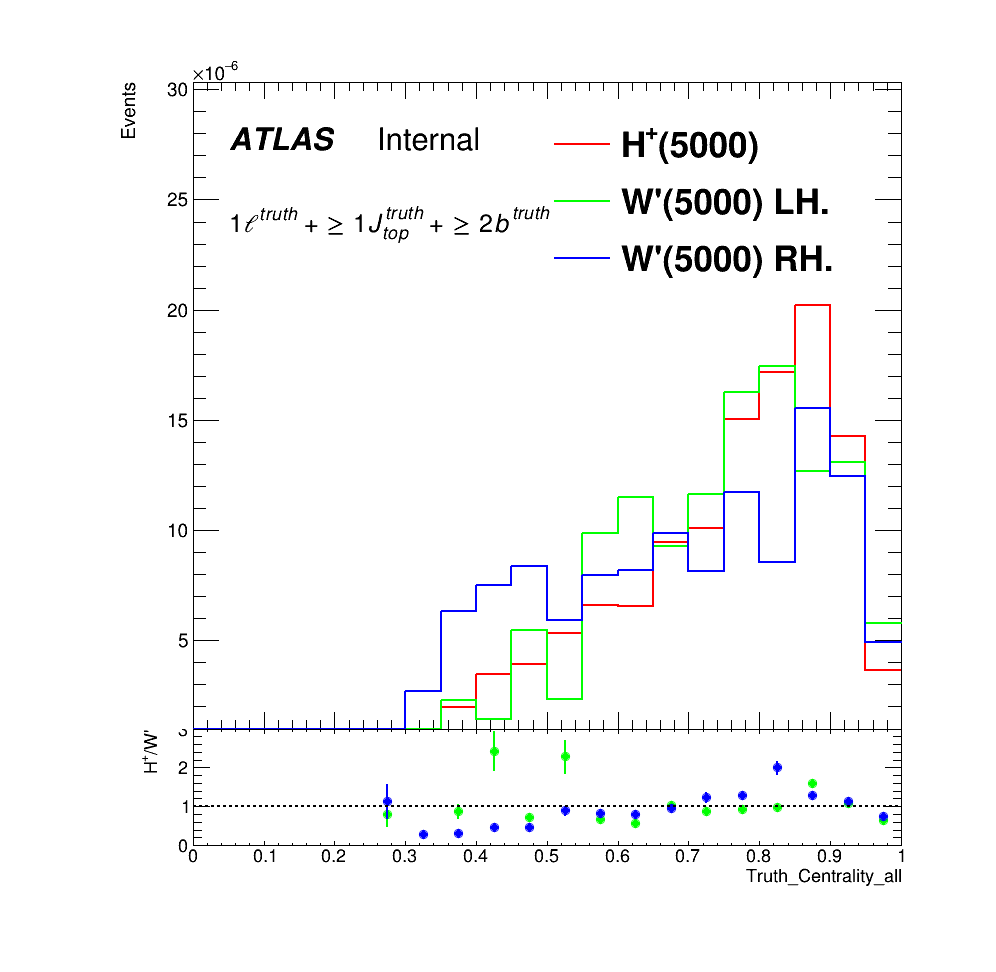 ×10⁻⁶
Events
30
25
20
15
10
5
ATLAS Internal
1ℓ^truth + ≥ 1J_top^truth + ≥ 2b^truth
H⁺(5000)
W'(5000) LH.
W'(5000) RH.
H⁺/W'
3
2
1
0
0 0.1 0.2 0.3 0.4 0.5 0.6 0.7 0.8 0.9 1
Truth_Centrality_all